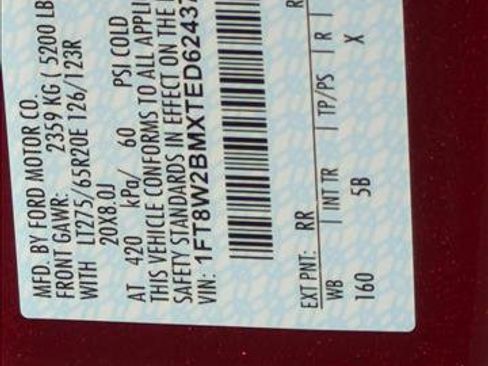 MFD. BY FORD MOTOR CO.
FRONT GAWR: 2359 KG ( 5200 LB
WITH LT275/65R20E 126/123R
20X8.0J
AT 420 kPa/ 60 PSI COLD
THIS VEHICLE CONFORMS TO ALL APPLI
SAFETY STANDARDS IN EFFECT ON THE
VIN: 1FT8W2BMXTED62437
EXT PNT: RR
WB INT TR TP/PS R
160 5B X